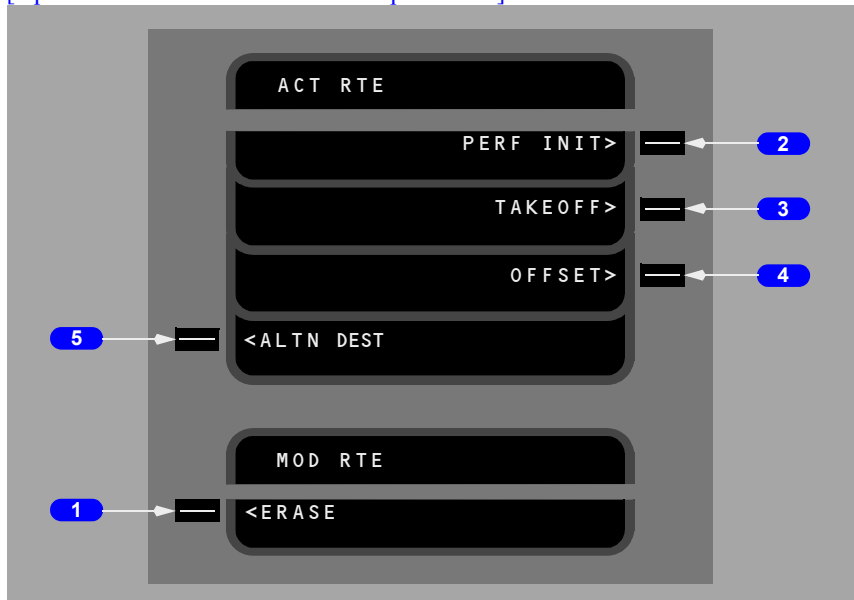 ACT RTE
PERF INIT> 2
TAKEOFF> 3
OFFSET> 4
5 <ALTN DEST
MOD RTE
1 <ERASE